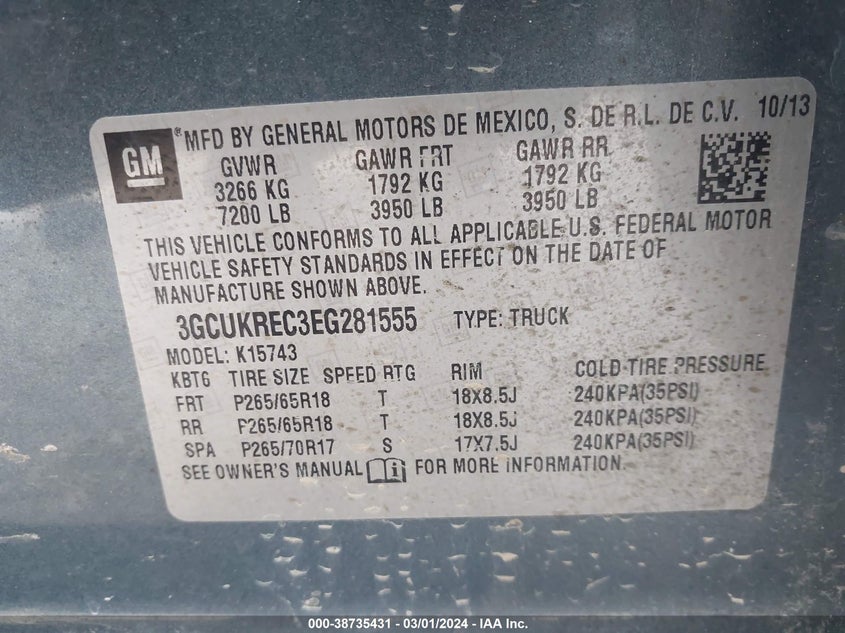 GM
® MFD BY GENERAL MOTORS DE MEXICO, S. DE R.L. DE C.V. 10/13
GVWR GAWR FRT GAWR RR
3266 KG 1792 KG 1792 KG
7200 LB 3950 LB 3950 LB
THIS VEHICLE CONFORMS TO ALL APPLICABLE U.S. FEDERAL MOTOR
VEHICLE SAFETY STANDARDS IN EFFECT ON THE DATE OF
MANUFACTURE SHOWN ABOVE.
3GCUKREC3EG281555 TYPE: TRUCK
MODEL: K15743
KBTG TIRE SIZE SPEED RTG RIM COLD TIRE PRESSURE
FRT P265/65R18 T 18X8.5J 240KPA(35PSI)
RR P265/65R18 T 18X8.5J 240KPA(35PSI)
SPA P265/70R17 S 17X7.5J 240KPA(35PSI)
SEE OWNER'S MANUAL i FOR MORE INFORMATION.
000-38735431 - 03/01/2024 - IAA Inc.